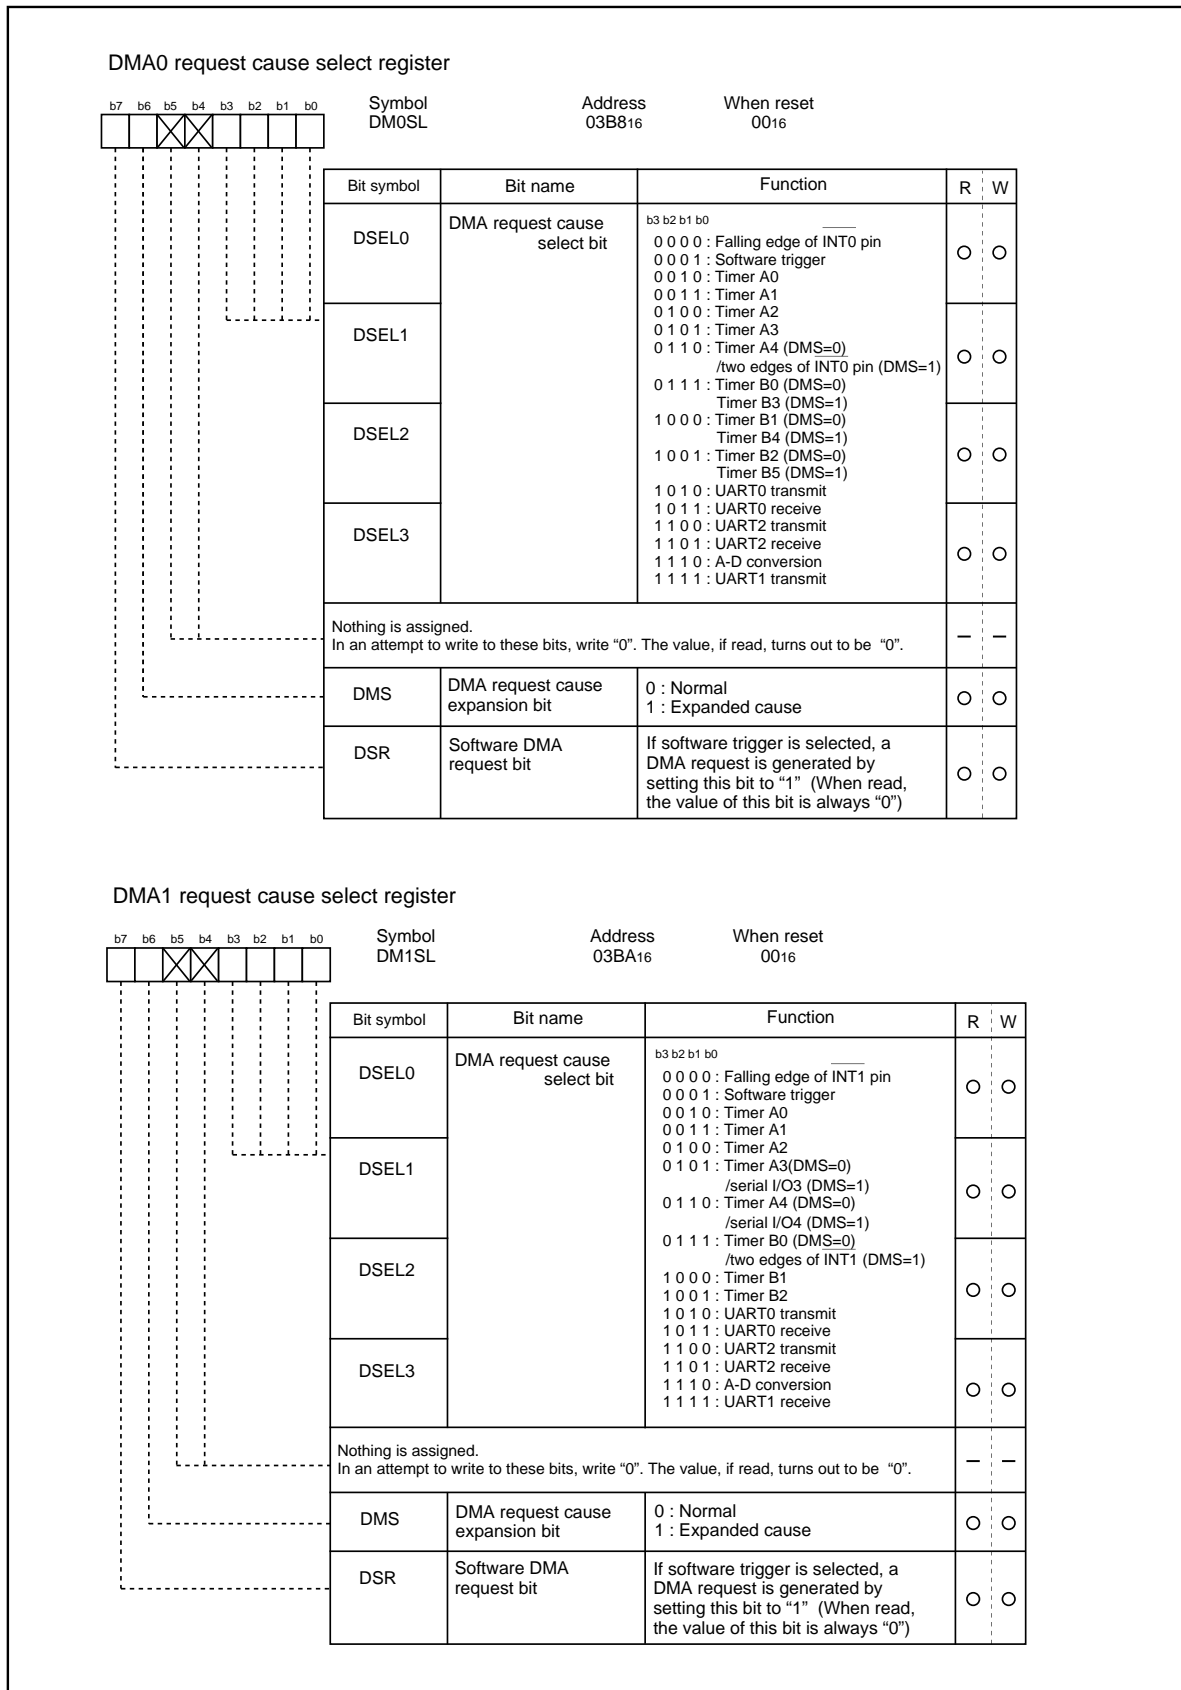 DMA0 request cause select register
b7 b6 b5 b4 b3 b2 b1 b0
Symbol Address When reset
DM0SL 03B816 0016
Bit symbol Bit name Function R W
DSEL0
DMA request cause
select bit
b3 b2 b1 b0
0 0 0 0 : Falling edge of INT0 pin
0 0 0 1 : Software trigger
0 0 1 0 : Timer A0
0 0 1 1 : Timer A1
0 1 0 0 : Timer A2
0 1 0 1 : Timer A3
0 1 1 0 : Timer A4 (DMS=0)
/two edges of INT0 pin (DMS=1)
0 1 1 1 : Timer B0 (DMS=0)
Timer B3 (DMS=1)
1 0 0 0 : Timer B1 (DMS=0)
Timer B4 (DMS=1)
1 0 0 1 : Timer B2 (DMS=0)
Timer B5 (DMS=1)
1 0 1 0 : UART0 transmit
1 0 1 1 : UART0 receive
1 1 0 0 : UART2 transmit
1 1 0 1 : UART2 receive
1 1 1 0 : A-D conversion
1 1 1 1 : UART1 transmit
DSEL1
DSEL2
DSEL3
Nothing is assigned.
In an attempt to write to these bits, write “0”. The value, if read, turns out to be “0”.
– –
DMS
DMA request cause
expansion bit
0 : Normal
1 : Expanded cause
DSR
Software DMA
request bit
If software trigger is selected, a
DMA request is generated by
setting this bit to “1” (When read,
the value of this bit is always “0”)
DMA1 request cause select register
b7 b6 b5 b4 b3 b2 b1 b0
Symbol Address When reset
DM1SL 03BA16 0016
Bit symbol Bit name Function R W
DSEL0
DMA request cause
select bit
b3 b2 b1 b0
0 0 0 0 : Falling edge of INT1 pin
0 0 0 1 : Software trigger
0 0 1 0 : Timer A0
0 0 1 1 : Timer A1
0 1 0 0 : Timer A2
0 1 0 1 : Timer A3(DMS=0)
/serial I/O3 (DMS=1)
0 1 1 0 : Timer A4 (DMS=0)
/serial I/O4 (DMS=1)
0 1 1 1 : Timer B0 (DMS=0)
/two edges of INT1 (DMS=1)
1 0 0 0 : Timer B1
1 0 0 1 : Timer B2
1 0 1 0 : UART0 transmit
1 0 1 1 : UART0 receive
1 1 0 0 : UART2 transmit
1 1 0 1 : UART2 receive
1 1 1 0 : A-D conversion
1 1 1 1 : UART1 receive
DSEL1
DSEL2
DSEL3
Nothing is assigned.
In an attempt to write to these bits, write “0”. The value, if read, turns out to be “0”.
– –
DMS
DMA request cause
expansion bit
0 : Normal
1 : Expanded cause
DSR
Software DMA
request bit
If software trigger is selected, a
DMA request is generated by
setting this bit to “1” (When read,
the value of this bit is always “0”)